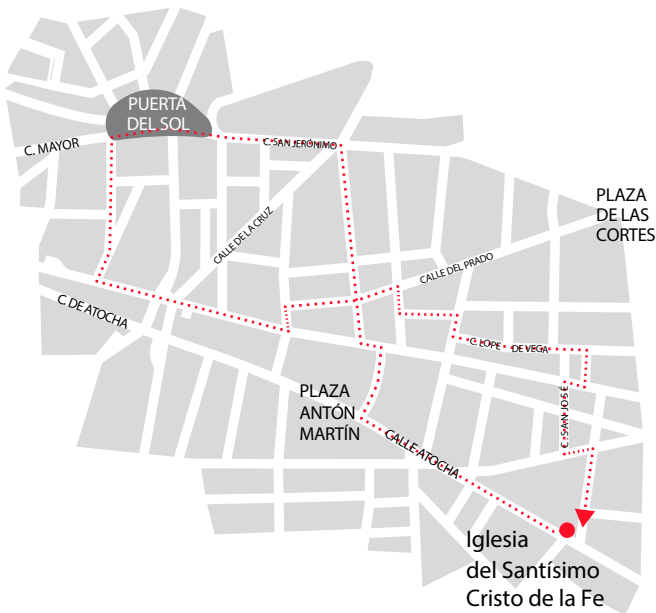 PUERTA
DEL SOL
C. MAYOR
C. SAN JERÓNIMO
PLAZA
DE LAS
CORTES
CALLE DE LA CRUZ
CALLE DEL PRADO
C. DE ATOCHA
C. LOPE DE VEGA
PLAZA
ANTÓN
MARTÍN
C. SAN JOSÉ
CALLE ATOCHA
Iglesia
del Santísimo
Cristo de la Fe